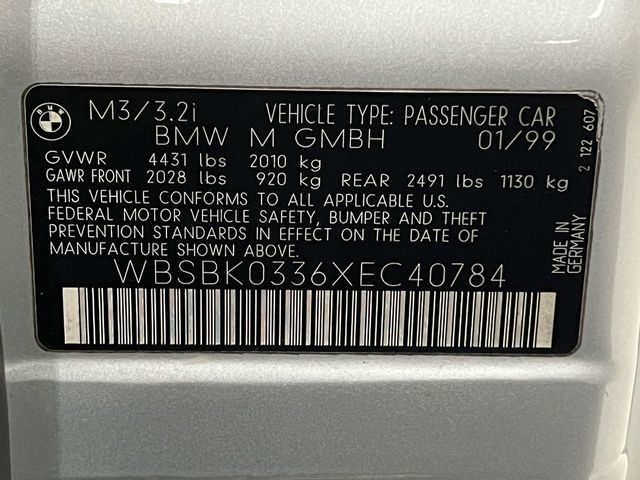 BMW
M3/3.2i VEHICLE TYPE: PASSENGER CAR
BMW M GMBH 01/99
GVWR 4431 lbs 2010 kg
GAWR FRONT 2028 lbs 920 kg REAR 2491 lbs 1130 kg
THIS VEHICLE CONFORMS TO ALL APPLICABLE U.S.
FEDERAL MOTOR VEHICLE SAFETY, BUMPER AND THEFT
PREVENTION STANDARDS IN EFFECT ON THE DATE OF
MANUFACTURE SHOWN ABOVE.
WBSBK0336XEC40784
MADE IN
GERMANY
2 122 607